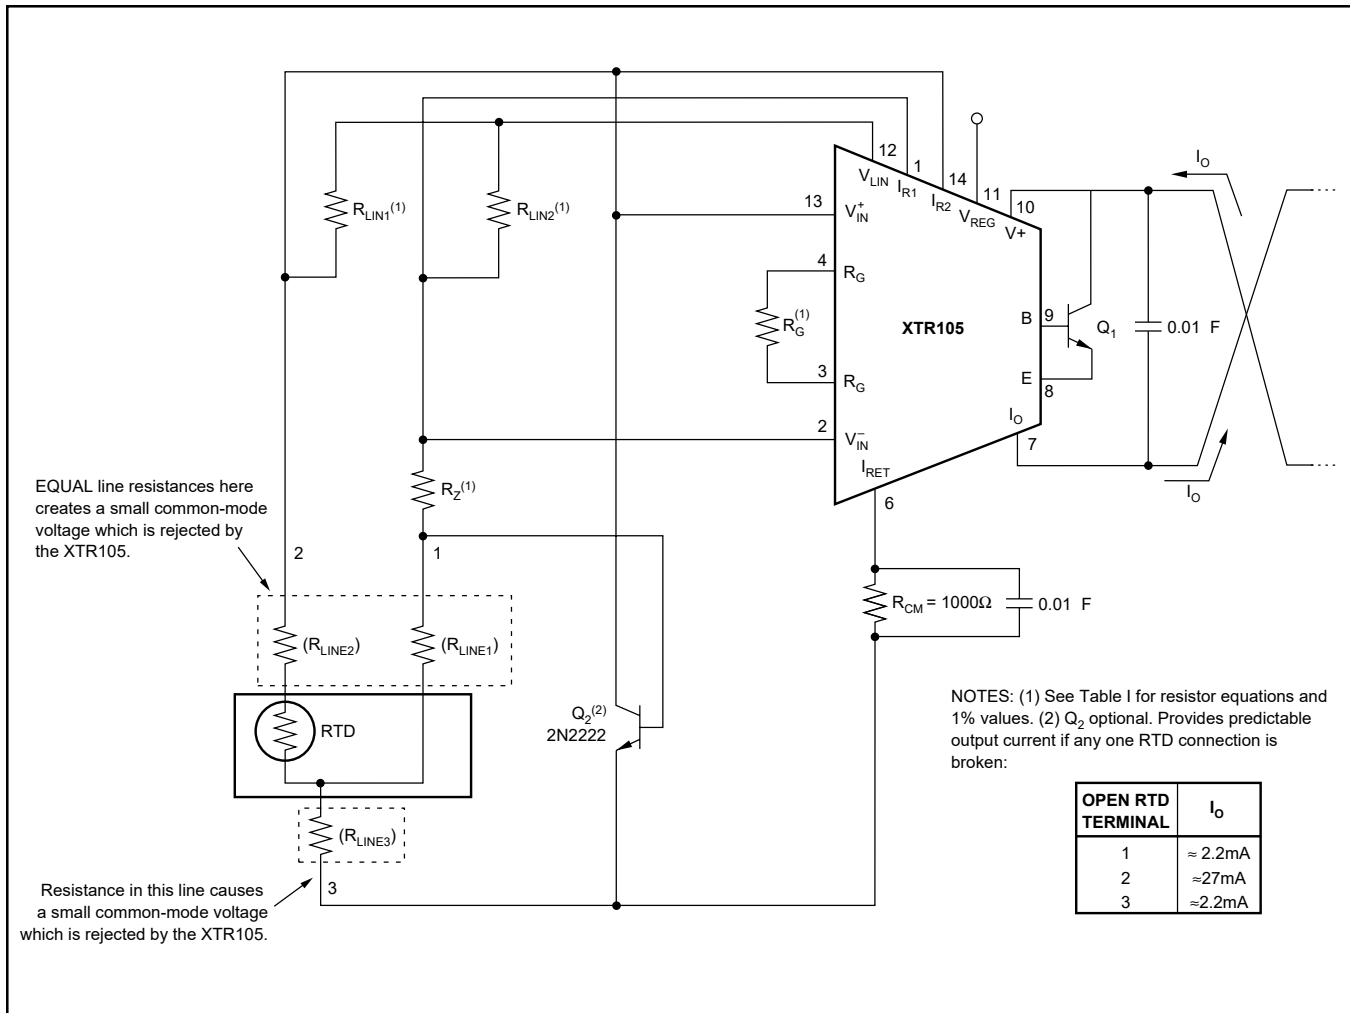 12
1
14
11
10
V_LIN
I_R1
I_R2
V_REG
V+
I_O
R_LIN1^(1)
R_LIN2^(1)
13
V_IN^+
4
R_G
R_G^(1)
XTR105
B
9
Q_1
0.01 F
3
R_G
E
8
2
V_IN^−
I_O
7
I_RET
6
I_O
R_Z^(1)
EQUAL line resistances here
creates a small common-mode
voltage which is rejected by
the XTR105.
2
1
(R_LINE2)
(R_LINE1)
R_CM = 1000Ω
0.01 F
RTD
Q_2^(2)
2N2222
NOTES: (1) See Table I for resistor equations and
1% values. (2) Q_2 optional. Provides predictable
output current if any one RTD connection is
broken:
(R_LINE3)
3
Resistance in this line causes
a small common-mode voltage
which is rejected by the XTR105.
OPEN RTD TERMINAL I_O
1 ≈ 2.2mA
2 ≈27mA
3 ≈2.2mA